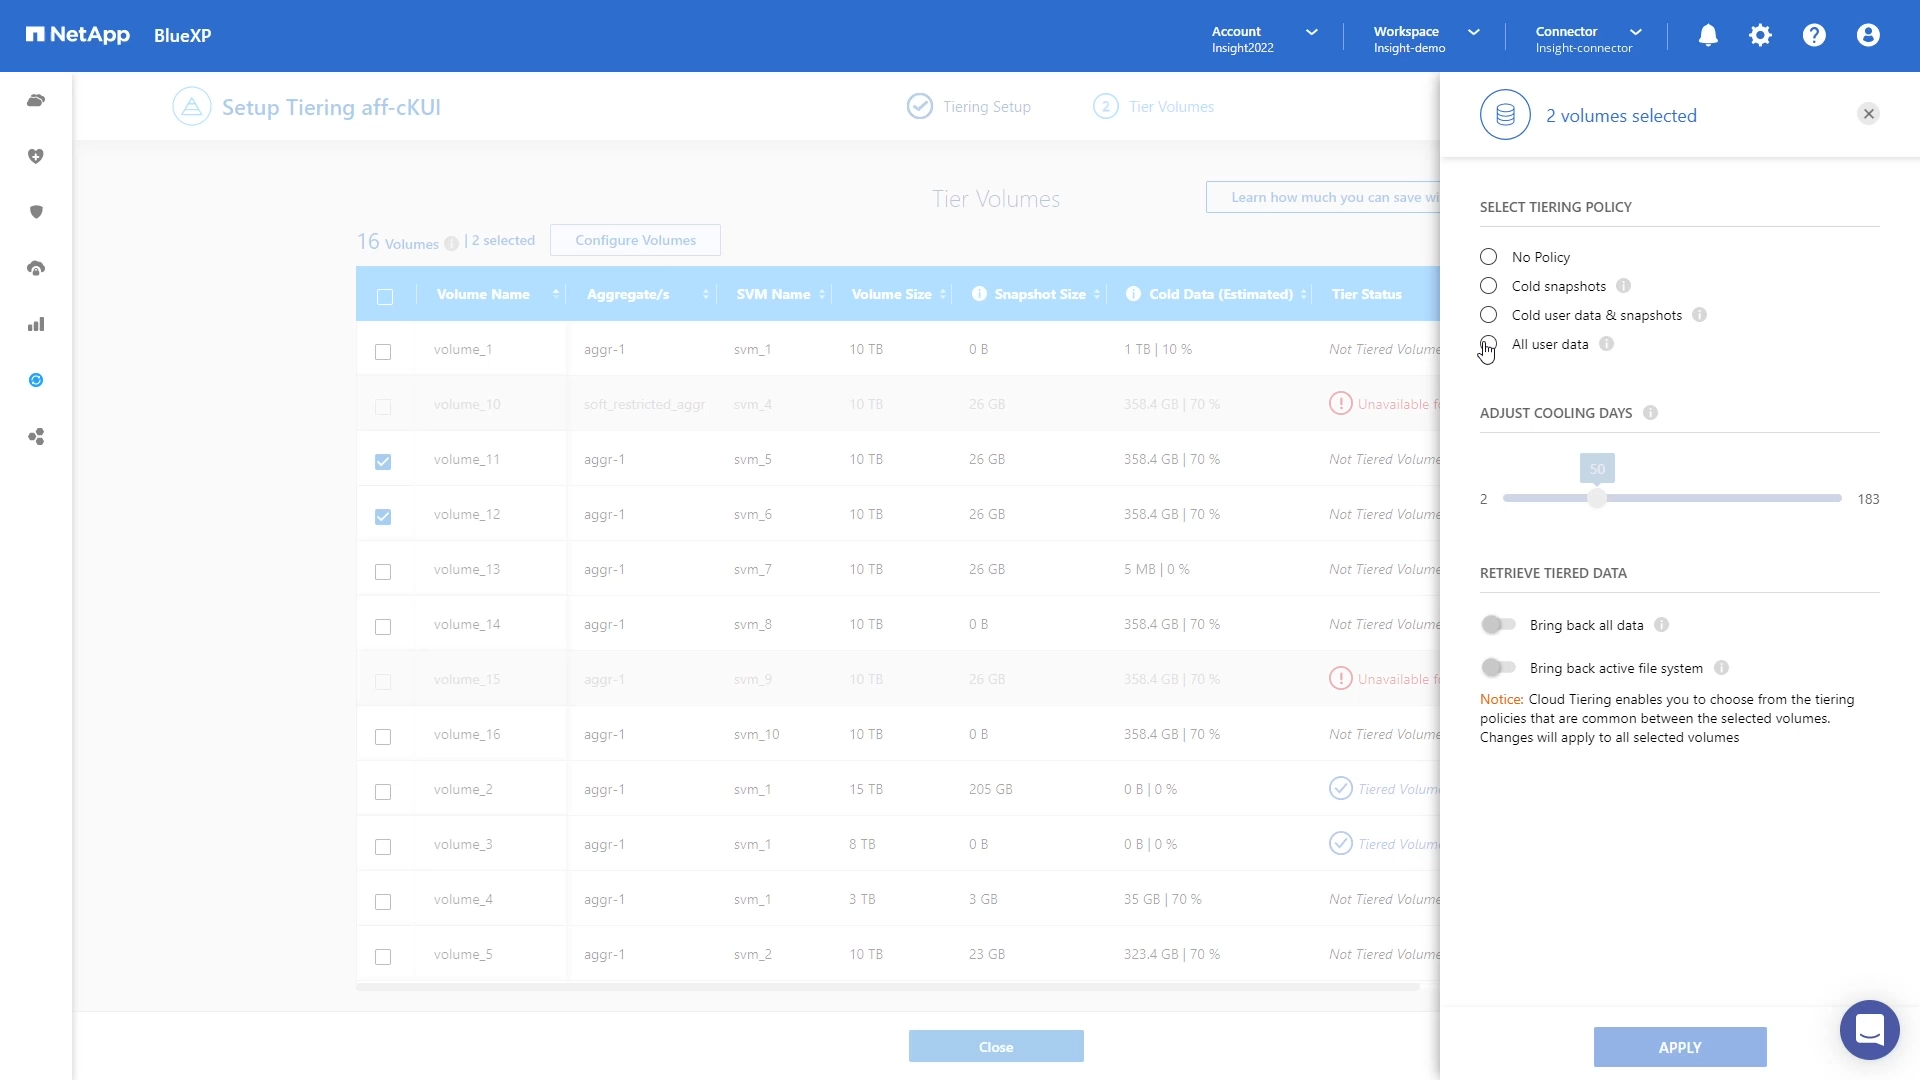 NetApp BlueXP
Account
Insight2022
Workspace
Insight-demo
Connector
Insight-connector
Setup Tiering aff-cKUI
Tiering Setup
2 Tier Volumes
Tier Volumes
Learn how much you can save wi
16 Volumes | 2 selected
Configure Volumes
Volume Name Aggregate/s SVM Name Volume Size Snapshot Size Cold Data (Estimated) Tier Status
volume_1 aggr-1 svm_1 10 TB 0 B 1 TB | 10 % Not Tiered Volume
volume_10 soft_restricted_aggr svm_4 10 TB 26 GB 358.4 GB | 70 % Unavailable fo
volume_11 aggr-1 svm_5 10 TB 26 GB 358.4 GB | 70 % Not Tiered Volume
volume_12 aggr-1 svm_6 10 TB 26 GB 358.4 GB | 70 % Not Tiered Volume
volume_13 aggr-1 svm_7 10 TB 26 GB 5 MB | 0 % Not Tiered Volume
volume_14 aggr-1 svm_8 10 TB 0 B 358.4 GB | 70 % Not Tiered Volume
volume_15 aggr-1 svm_9 10 TB 26 GB 358.4 GB | 70 % Unavailable fo
volume_16 aggr-1 svm_10 10 TB 0 B 358.4 GB | 70 % Not Tiered Volume
volume_2 aggr-1 svm_1 15 TB 205 GB 0 B | 0 % Tiered Volum
volume_3 aggr-1 svm_1 8 TB 0 B 0 B | 0 % Tiered Volum
volume_4 aggr-1 svm_1 3 TB 3 GB 35 GB | 70 % Not Tiered Volume
volume_5 aggr-1 svm_2 10 TB 23 GB 323.4 GB | 70 % Not Tiered Volume
Close
2 volumes selected
SELECT TIERING POLICY
No Policy
Cold snapshots
Cold user data & snapshots
All user data
ADJUST COOLING DAYS
50
2 183
RETRIEVE TIERED DATA
Bring back all data
Bring back active file system
Notice: Cloud Tiering enables you to choose from the tiering
policies that are common between the selected volumes.
Changes will apply to all selected volumes
APPLY